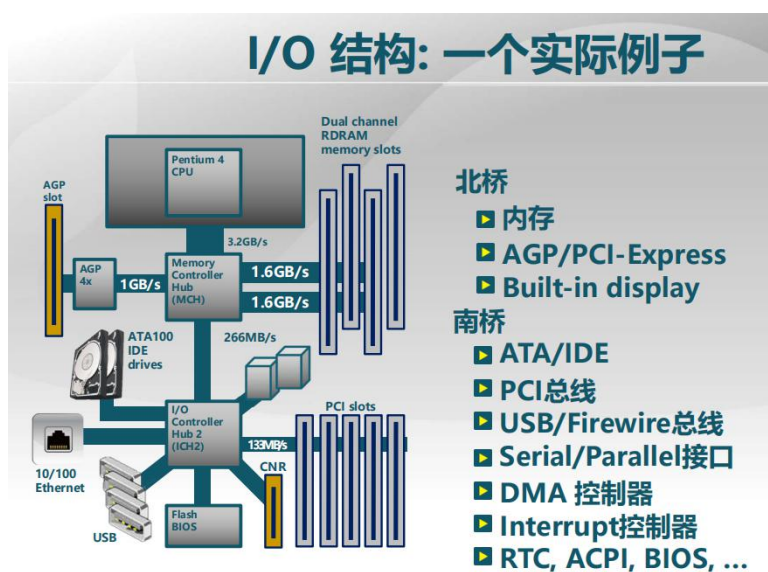 I/O 结构: 一个实际例子
Dual channel
RDRAM
memory slots
Pentium 4
CPU
AGP
slot
3.2GB/s
AGP
4x
1GB/s
Memory
Controller
Hub
(MCH)
1.6GB/s
1.6GB/s
ATA100
IDE
drives
266MB/s
I/O
Controller
Hub 2
(ICH2)
PCI slots
133MB/s
CNR
10/100
Ethernet
USB
Flash
BIOS
北桥
内存
AGP/PCI-Express
Built-in display
南桥
ATA/IDE
PCI总线
USB/Firewire总线
Serial/Parallel接口
DMA 控制器
Interrupt控制器
RTC, ACPI, BIOS, ...